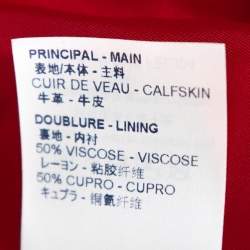 PRINCIPAL - MAIN
表地/本体 - 主料
CUIR DE VEAU - CALFSKIN
牛革 - 牛皮
DOUBLURE - LINING
裏地 - 内衬
50% VISCOSE - VISCOSE
レーヨン - 粘胶纤维
50% CUPRO - CUPRO
キュプラ - 铜氨纤维